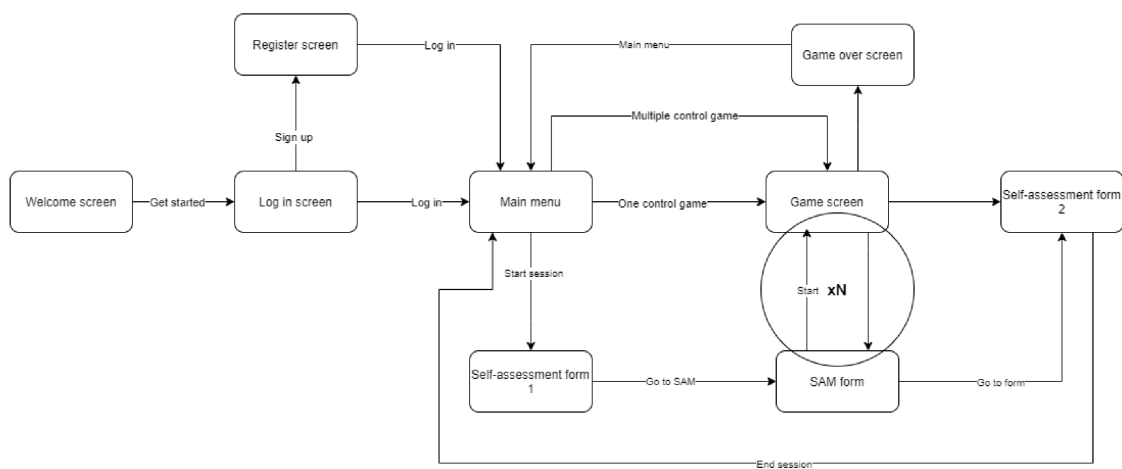 Register screen
Log in
Main menu
Game over screen
Sign up
Multiple control game
Welcome screen
Get started
Log in screen
Log in
Main menu
One control game
Game screen
Self-assessment form
2
Start session
Start
xN
Self-assessment form
1
Go to SAM
SAM form
Go to form
End session